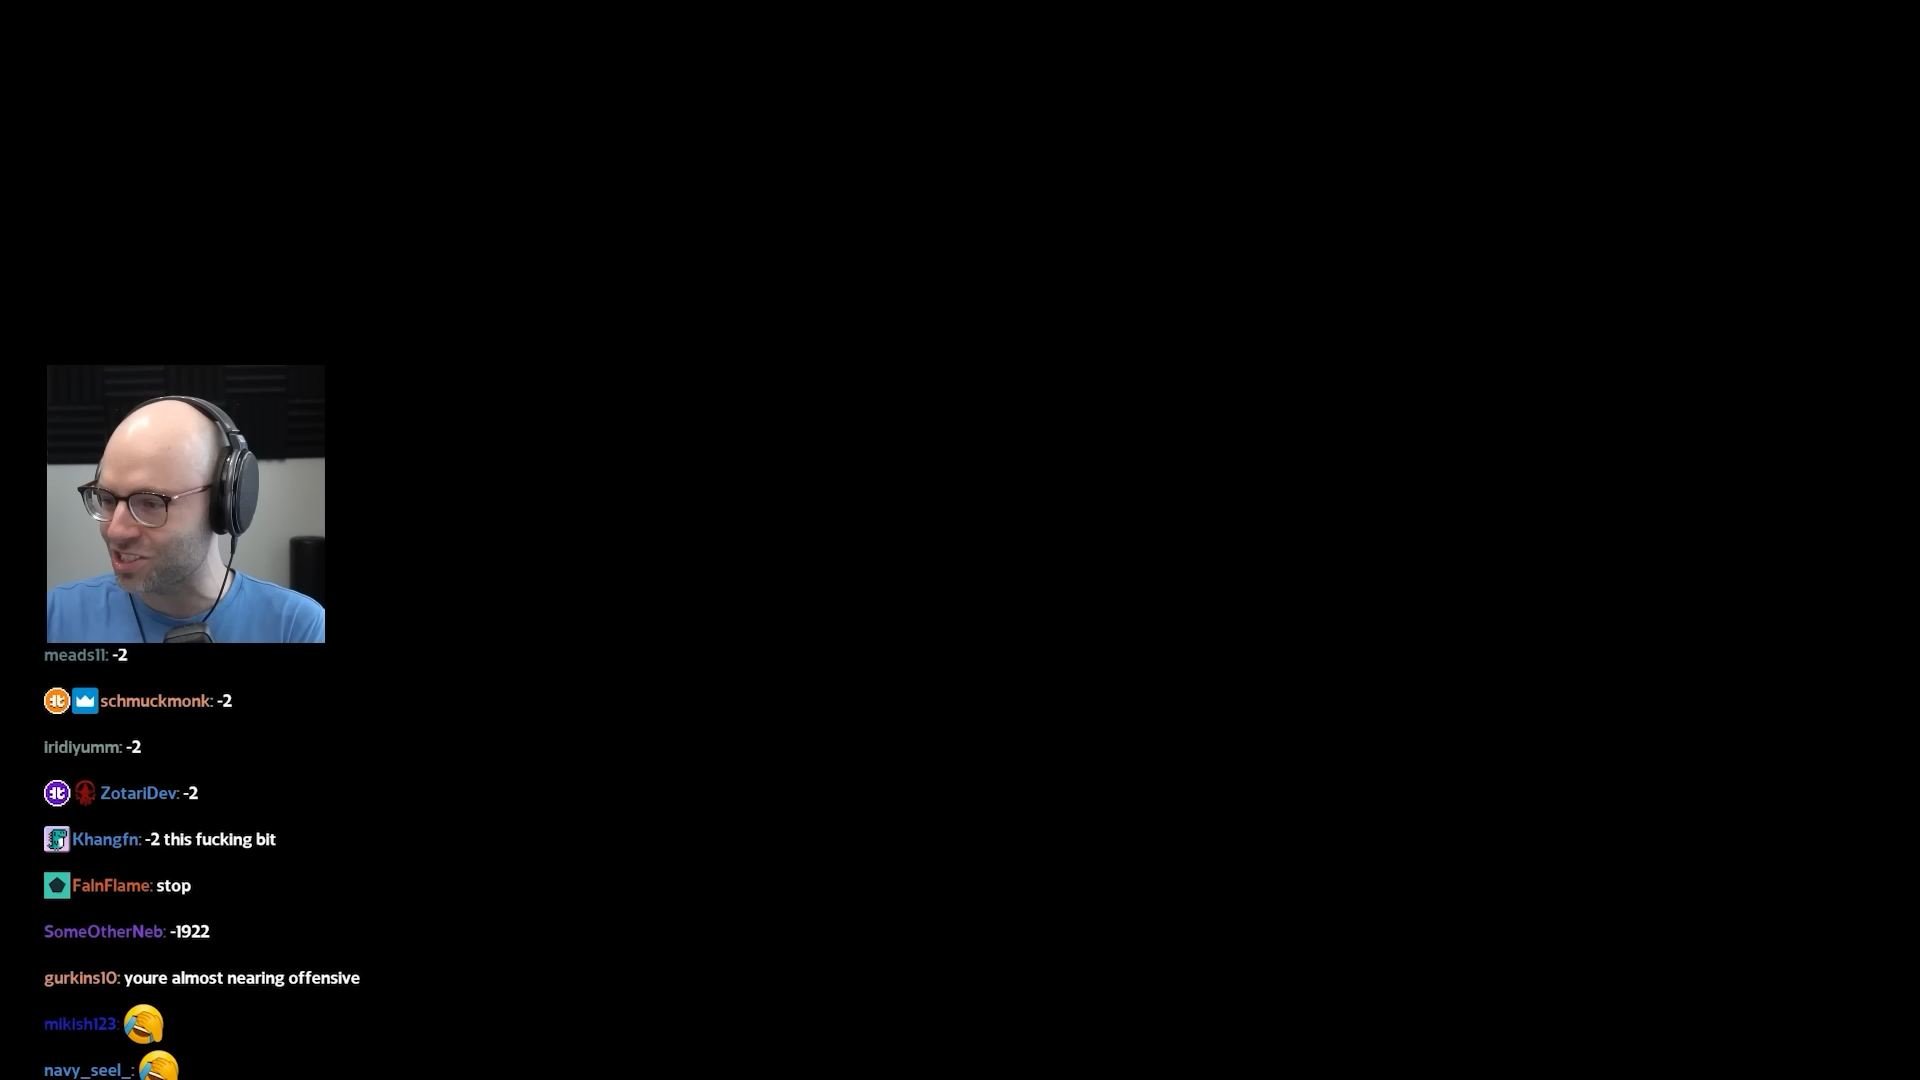 meads11: -2
schmuckmonk: -2
iridiyumm: -2
ZotariDev: -2
Khangfn: -2 this fucking bit
FalnFlame: stop
SomeOtherNeb: -1922
gurkins10: youre almost nearing offensive
mikish123:
navy_seel_: